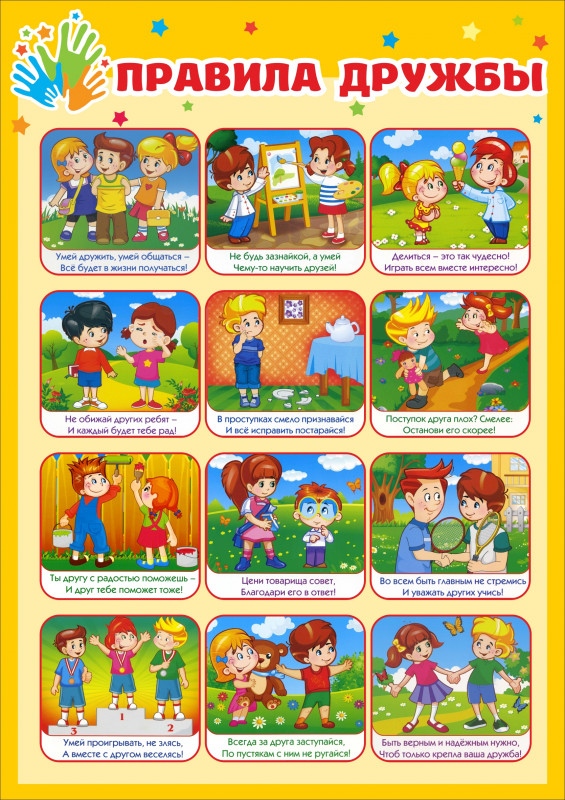 ПРАВИЛА ДРУЖБЫ
Умей дружить, умей общаться –
Всё будет в жизни получаться!
Не будь зазнайкой, а умей
Чему-то научить друзей!
Делиться – это так чудесно!
Играть всем вместе интересно!
Не обижай других ребят –
И каждый будет тебе рад!
В проступках смело признавайся
И всё исправить постарайся!
Поступок друга плох? Смелее:
Останови его скорее!
Ты другу с радостью поможешь –
И друг тебе поможет тоже!
Цени товарища совет,
Благодари его в ответ!
Во всем быть главным не стремись
И уважать других учись!
3
1
2
Умей проигрывать, не злясь,
А вместе с другом веселясь!
Всегда за друга заступайся,
По пустякам с ним не ругайся!
Быть верным и надёжным нужно,
Чтоб только крепла ваша дружба!